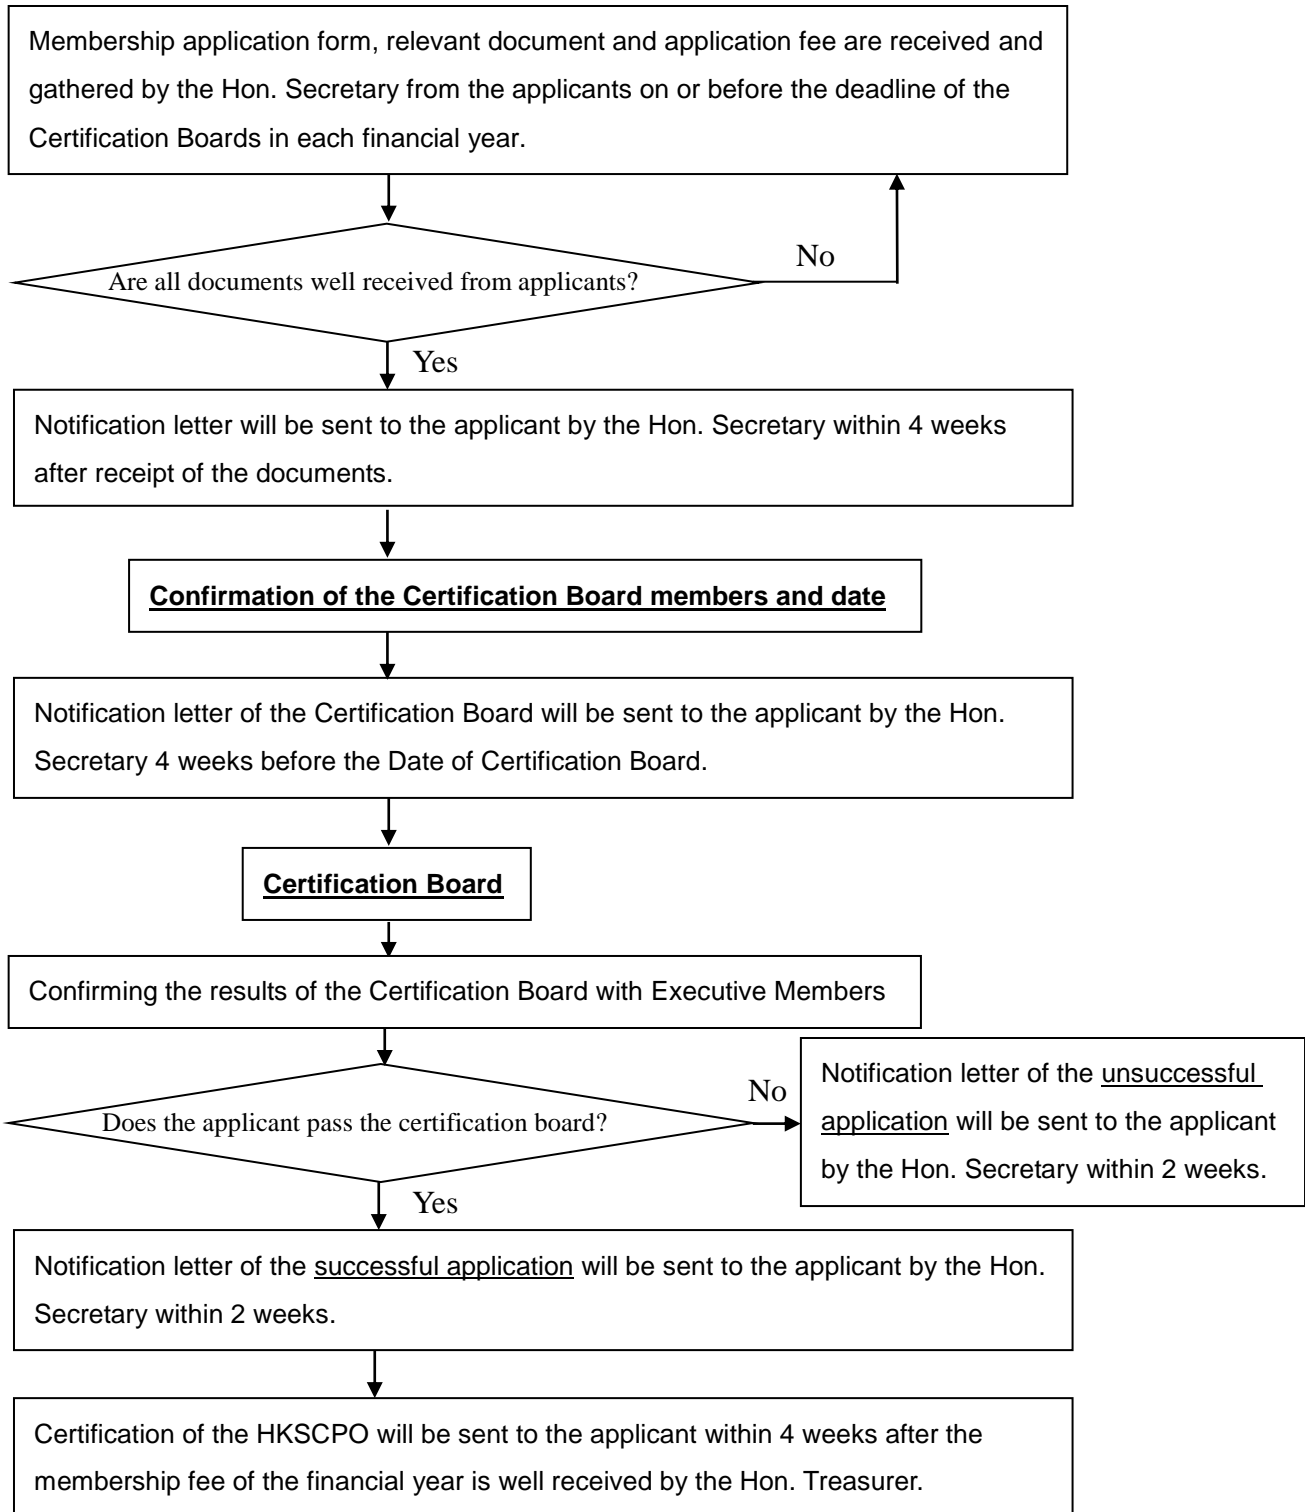 Membership application form, relevant document and application fee are received and
gathered by the Hon. Secretary from the applicants on or before the deadline of the
Certification Boards in each financial year.
No
Are all documents well received from applicants?
Yes
Notification letter will be sent to the applicant by the Hon. Secretary within 4 weeks
after receipt of the documents.
Confirmation of the Certification Board members and date
Notification letter of the Certification Board will be sent to the applicant by the Hon.
Secretary 4 weeks before the Date of Certification Board.
Certification Board
Confirming the results of the Certification Board with Executive Members
Does the applicant pass the certification board?
No
Notification letter of the unsuccessful
application will be sent to the applicant
by the Hon. Secretary within 2 weeks.
Yes
Notification letter of the successful application will be sent to the applicant by the Hon.
Secretary within 2 weeks.
Certification of the HKSCPO will be sent to the applicant within 4 weeks after the
membership fee of the financial year is well received by the Hon. Treasurer.